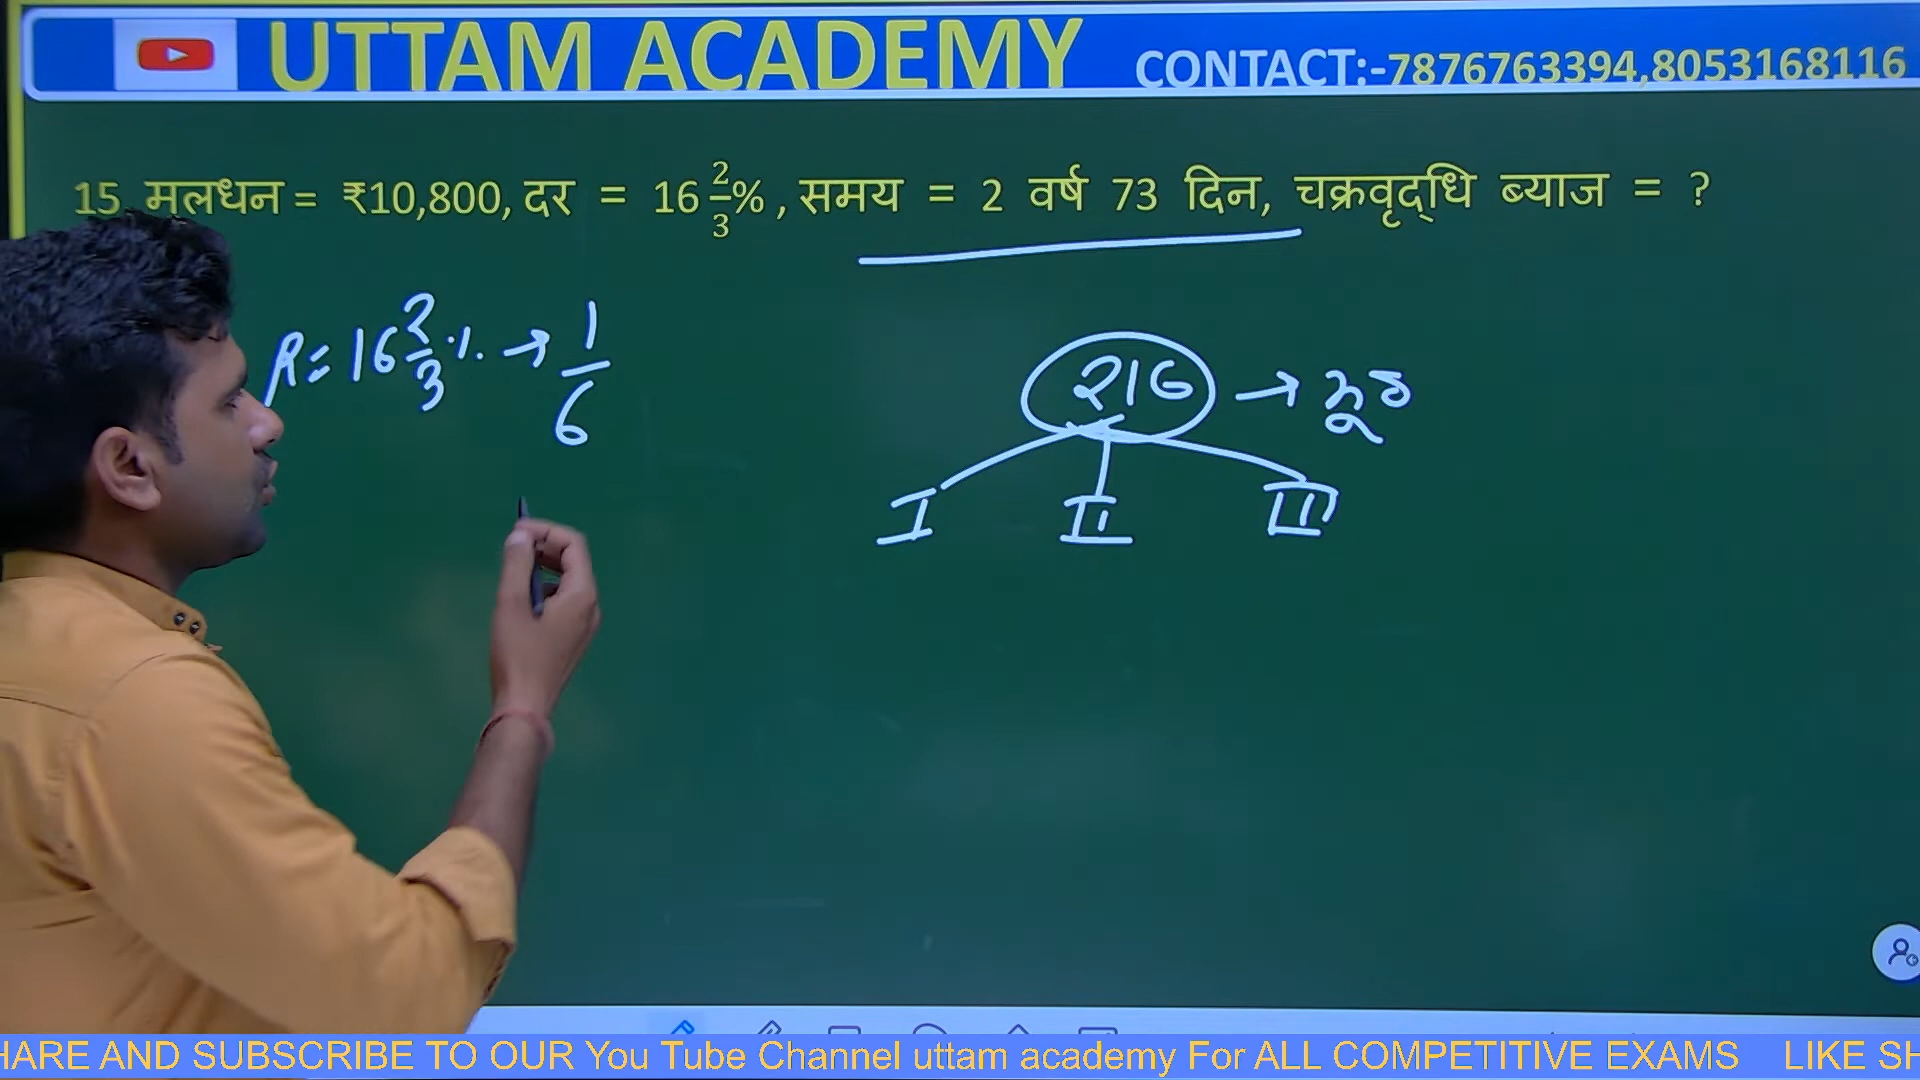 UTTAM ACADEMY CONTACT:-7876763394,8053168116
15. मूलधन = ₹10,800, दर = 16 2/3% , समय = 2 वर्ष 73 दिन, चक्रवृद्धि ब्याज = ?
R = 16 2/3 % → 1/6
216 → मूल
I II III
HARE AND SUBSCRIBE TO OUR You Tube Channel uttam academy For ALL COMPETITIVE EXAMS LIKE SH